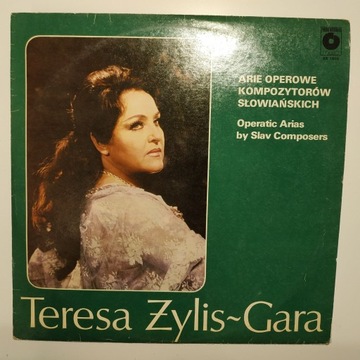 ARIE OPEROWE
KOMPOZYTORÓW
SŁOWIAŃSKICH
Operatic Arias
by Slav Composers
Teresa Żylis~Gara